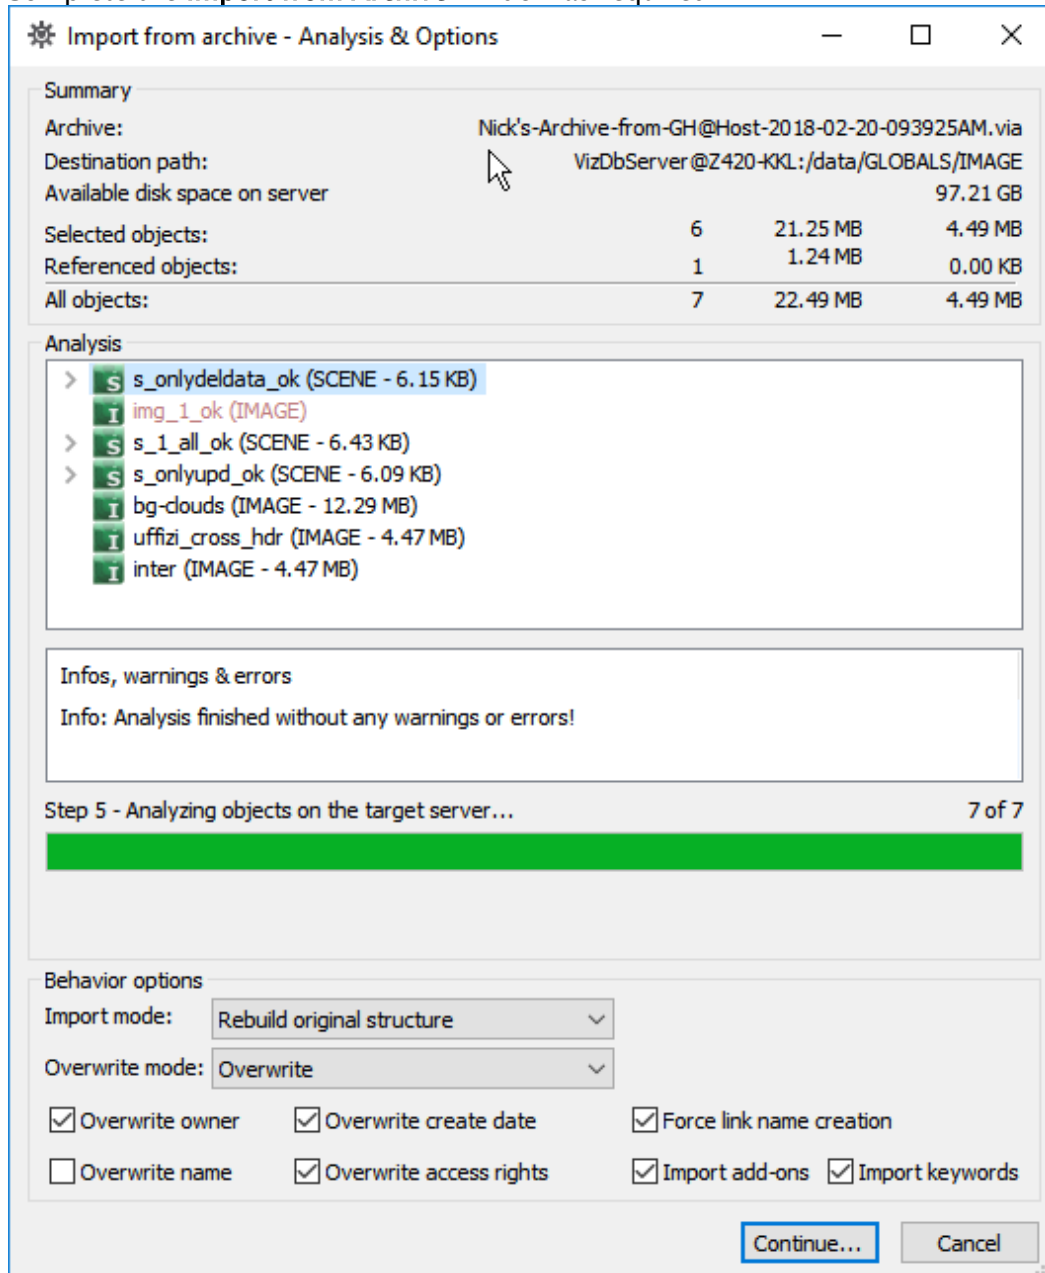 Import from archive - Analysis & Options
Summary
Archive: Nick's-Archive-from-GH@Host-2018-02-20-093925AM.via
Destination path: VizDbServer@Z420-KKL:/data/GLOBALS/IMAGE
Available disk space on server 97.21 GB
Selected objects: 6 21.25 MB 4.49 MB
Referenced objects: 1 1.24 MB 0.00 KB
All objects: 7 22.49 MB 4.49 MB
Analysis
S s_onlydeldata_ok (SCENE - 6.15 KB)
I img_1_ok (IMAGE)
S s_1_all_ok (SCENE - 6.43 KB)
S s_onlyupd_ok (SCENE - 6.09 KB)
I bg-clouds (IMAGE - 12.29 MB)
I uffizi_cross_hdr (IMAGE - 4.47 MB)
I inter (IMAGE - 4.47 MB)
Infos, warnings & errors
Info: Analysis finished without any warnings or errors!
Step 5 - Analyzing objects on the target server... 7 of 7
Behavior options
Import mode: Rebuild original structure
Overwrite mode: Overwrite
Overwrite owner Overwrite create date Force link name creation
Overwrite name Overwrite access rights Import add-ons Import keywords
Continue... Cancel